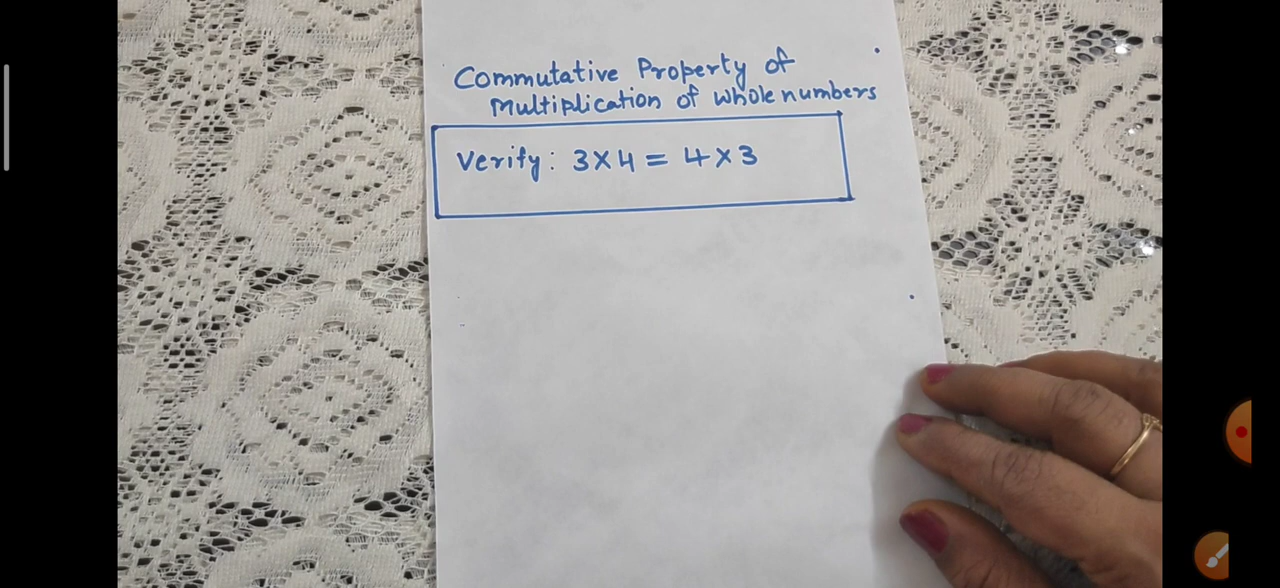 Commutative Property of
Multiplication of whole numbers
Verify: 3×4 = 4×3